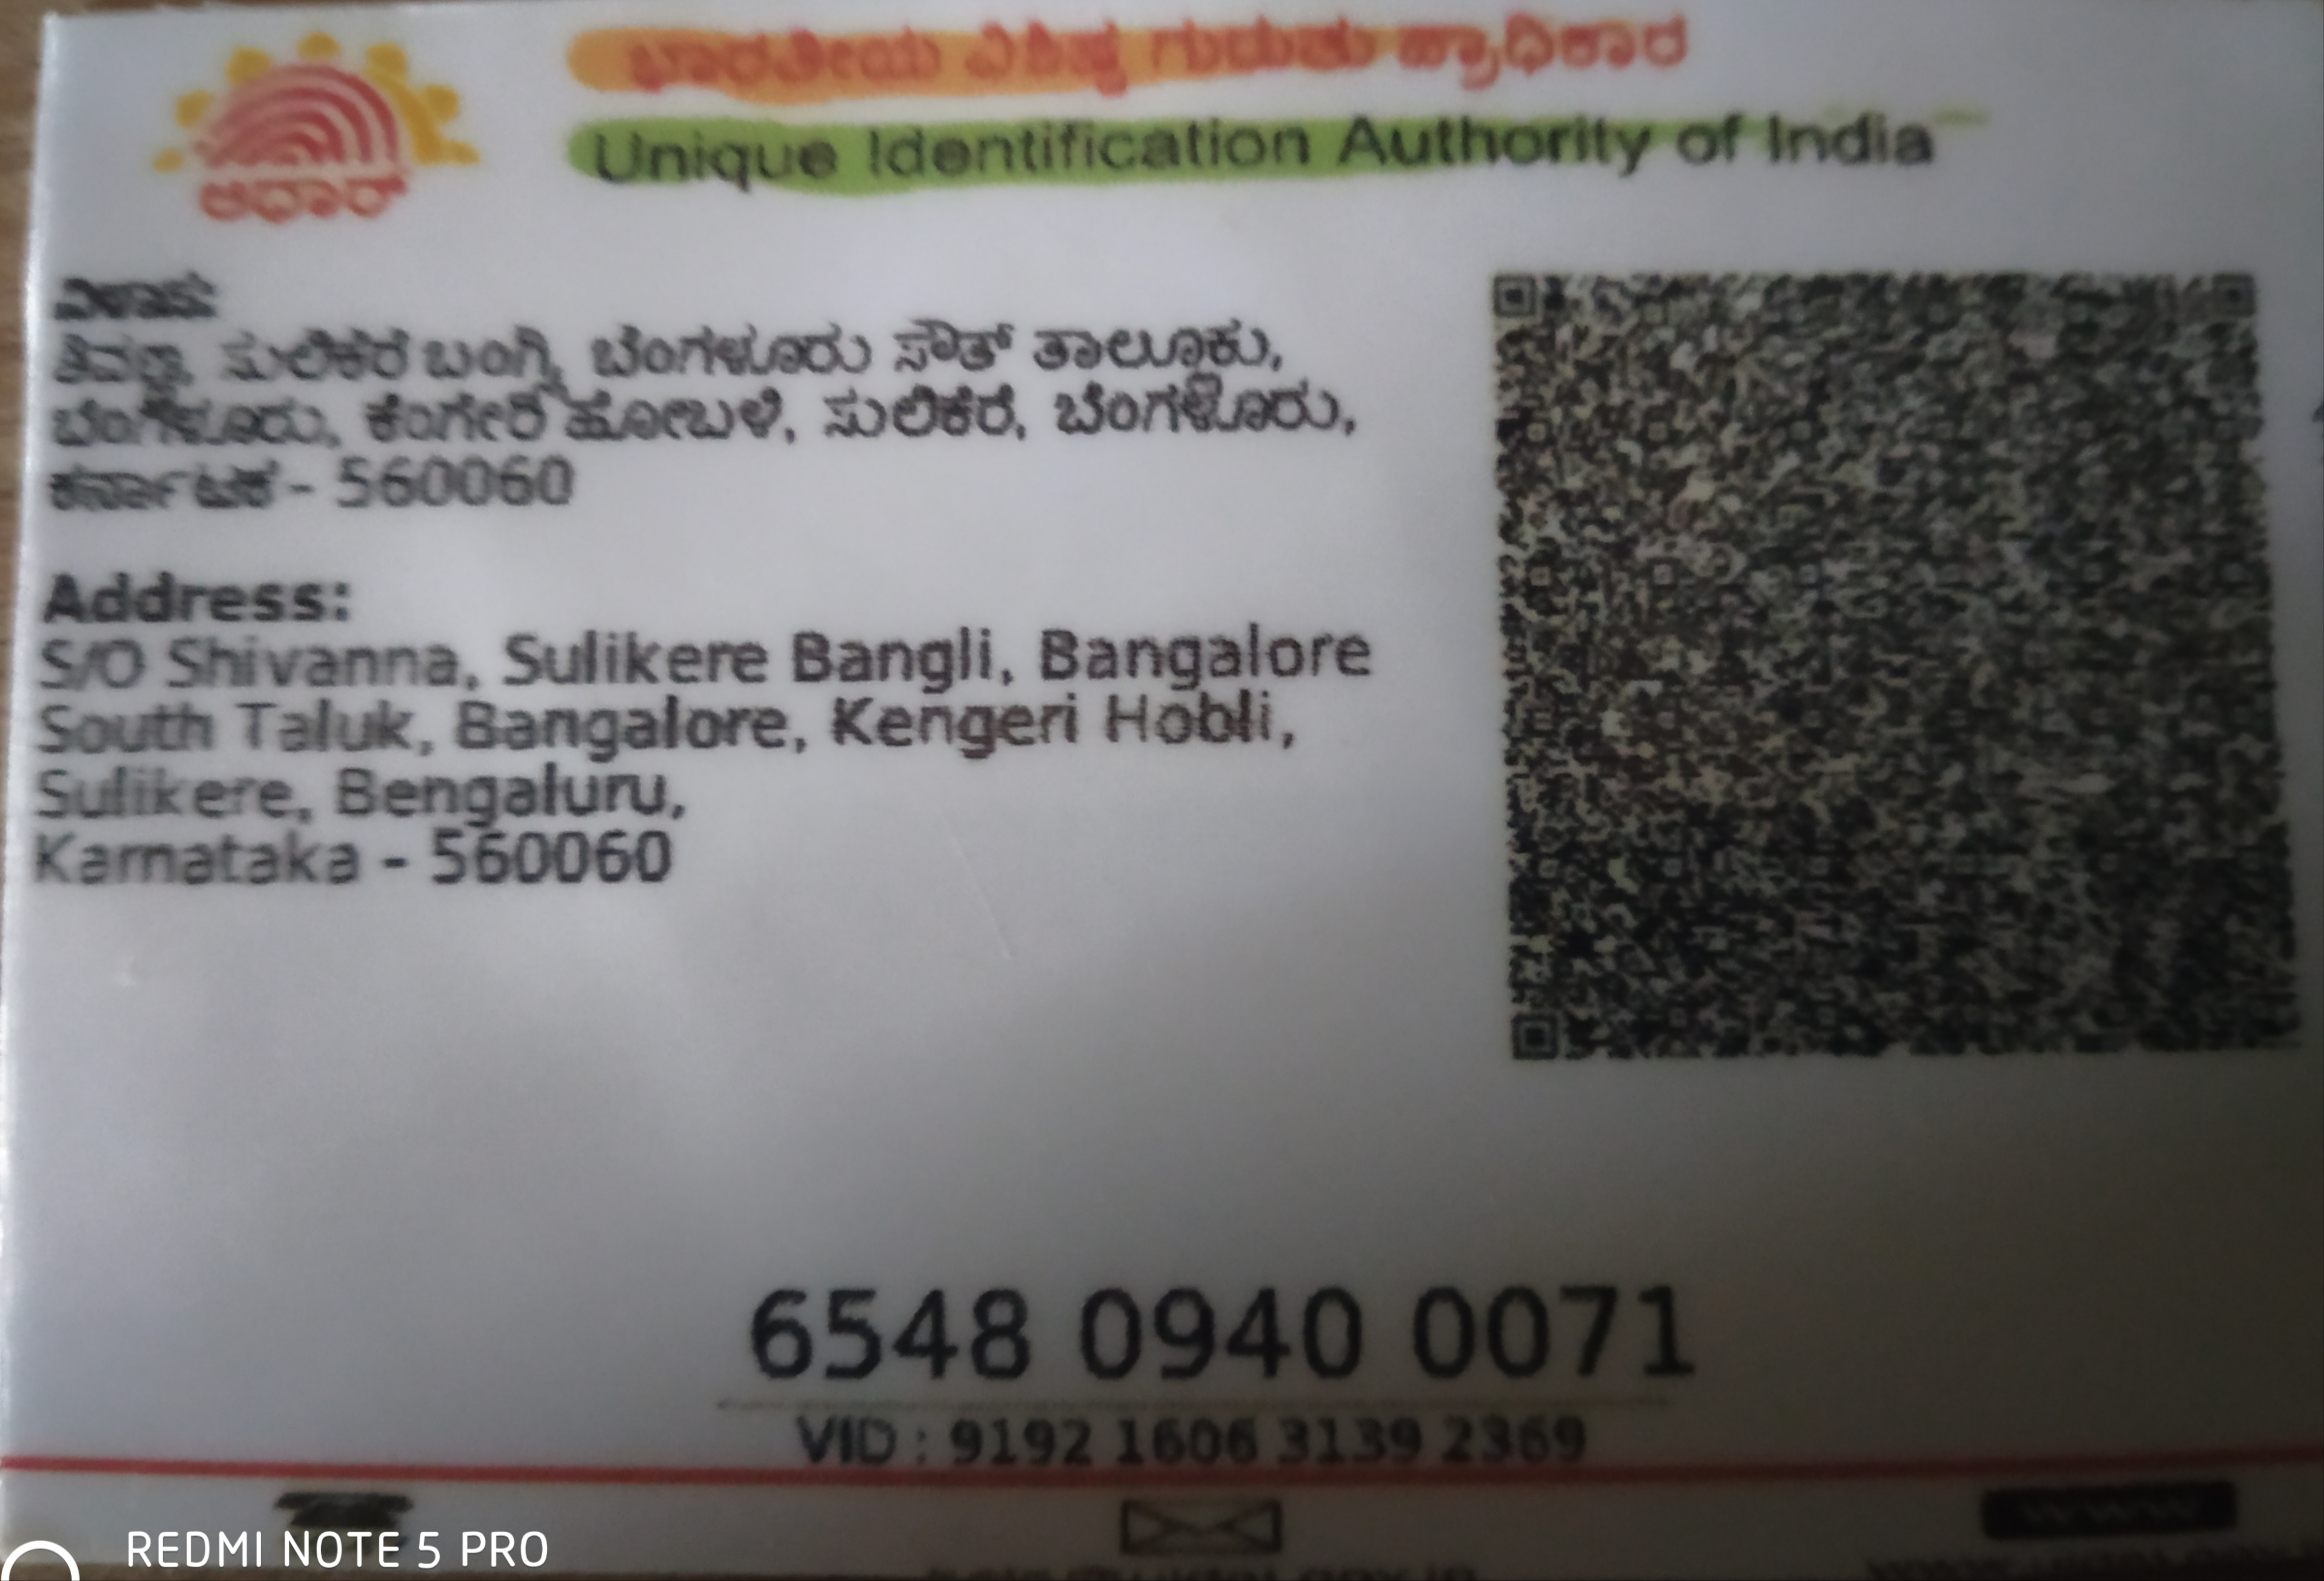 ಭಾರತೀಯ ವಿಶಿಷ್ಟ ಗುರುತು ಪ್ರಾಧಿಕಾರ
Unique Identification Authority of India
ಆಧಾರ್
ವಿಳಾಸ:
ಶಿವಣ್ಣ, ಸುಲಿಕೆರೆ ಬಂಗ್ಲಿ, ಬೆಂಗಳೂರು ಸೌತ್ ತಾಲ್ಲೂಕು,
ಬೆಂಗಳೂರು, ಕೆಂಗೇರಿ ಹೋಬಳಿ, ಸುಲಿಕೆರೆ, ಬೆಂಗಳೂರು,
ಕರ್ನಾಟಕ - 560060
Address:
S/O Shivanna, Sulikere Bangli, Bangalore
South Taluk, Bangalore, Kengeri Hobli,
Sulikere, Bengaluru,
Karnataka - 560060
6548 0940 0071
VID : 9192 1606 3139 2369
WWW
REDMI NOTE 5 PRO